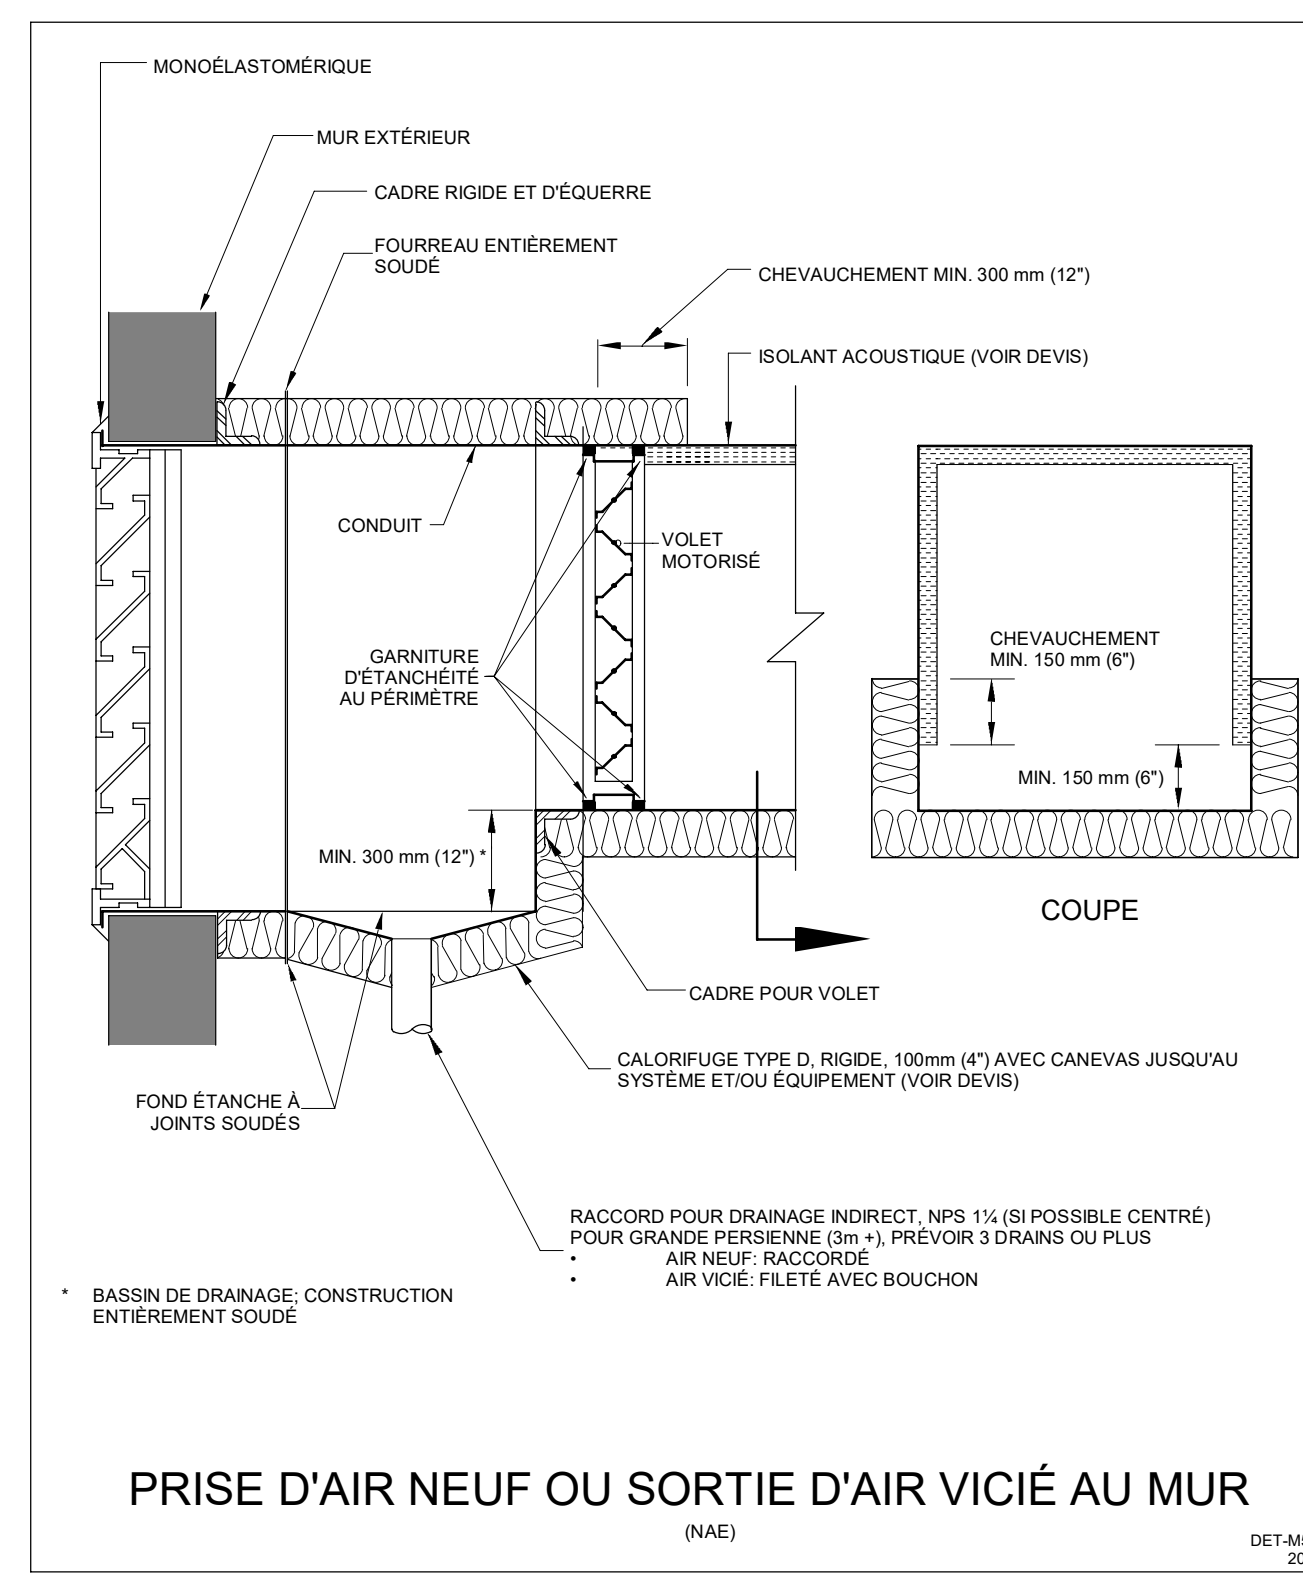 MONOÉLASTOMÉRIQUE
MUR EXTÉRIEUR
CADRE RIGIDE ET D'ÉQUERRE
FOURREAU ENTIÈREMENT
SOUDÉ
CHEVAUCHEMENT MIN. 300 mm (12")
ISOLANT ACOUSTIQUE (VOIR DEVIS)
CONDUIT
VOLET
MOTORISÉ
GARNITURE
D'ÉTANCHÉITÉ
AU PÉRIMÈTRE
CHEVAUCHEMENT
MIN. 150 mm (6")
MIN. 150 mm (6")
MIN. 300 mm (12") *
COUPE
CADRE POUR VOLET
CALORIFUGE TYPE D, RIGIDE, 100mm (4") AVEC CANEVAS JUSQU'AU
SYSTÈME ET/OU ÉQUIPEMENT (VOIR DEVIS)
FOND ÉTANCHE À
JOINTS SOUDÉS
RACCORD POUR DRAINAGE INDIRECT, NPS 1¼ (SI POSSIBLE CENTRÉ)
POUR GRANDE PERSIENNE (3m +), PRÉVOIR 3 DRAINS OU PLUS
• AIR NEUF: RACCORDÉ
• AIR VICIÉ: FILETÉ AVEC BOUCHON
* BASSIN DE DRAINAGE; CONSTRUCTION
ENTIÈREMENT SOUDÉ
PRISE D'AIR NEUF OU SORTIE D'AIR VICIÉ AU MUR
(NAE)
DET-M5
20